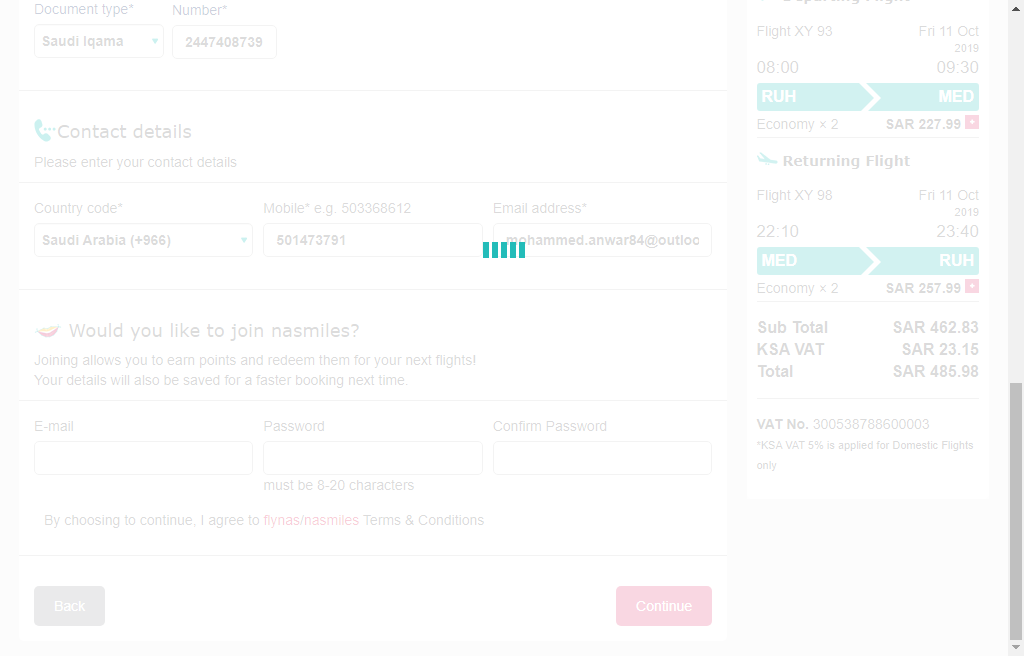 Document type*
Number*
Saudi Iqama
2447408739
Contact details
Please enter your contact details
Country code*
Mobile* e.g. 503368612
Email address*
Saudi Arabia (+966)
501473791
mohammed.anwar84@outloo
Would you like to join nasmiles?
Joining allows you to earn points and redeem them for your next flights!
Your details will also be saved for a faster booking next time.
E-mail
Password
Confirm Password
must be 8-20 characters
By choosing to continue, I agree to flynas/nasmiles Terms & Conditions
Back
Continue
Departing Flight
Flight XY 93
Fri 11 Oct
2019
08:00
09:30
RUH
MED
Economy × 2
SAR 227.99 +
Returning Flight
Flight XY 98
Fri 11 Oct
2019
22:10
23:40
MED
RUH
Economy × 2
SAR 257.99 +
Sub Total SAR 462.83
KSA VAT SAR 23.15
Total SAR 485.98
VAT No. 300538788600003
*KSA VAT 5% is applied for Domestic Flights
only